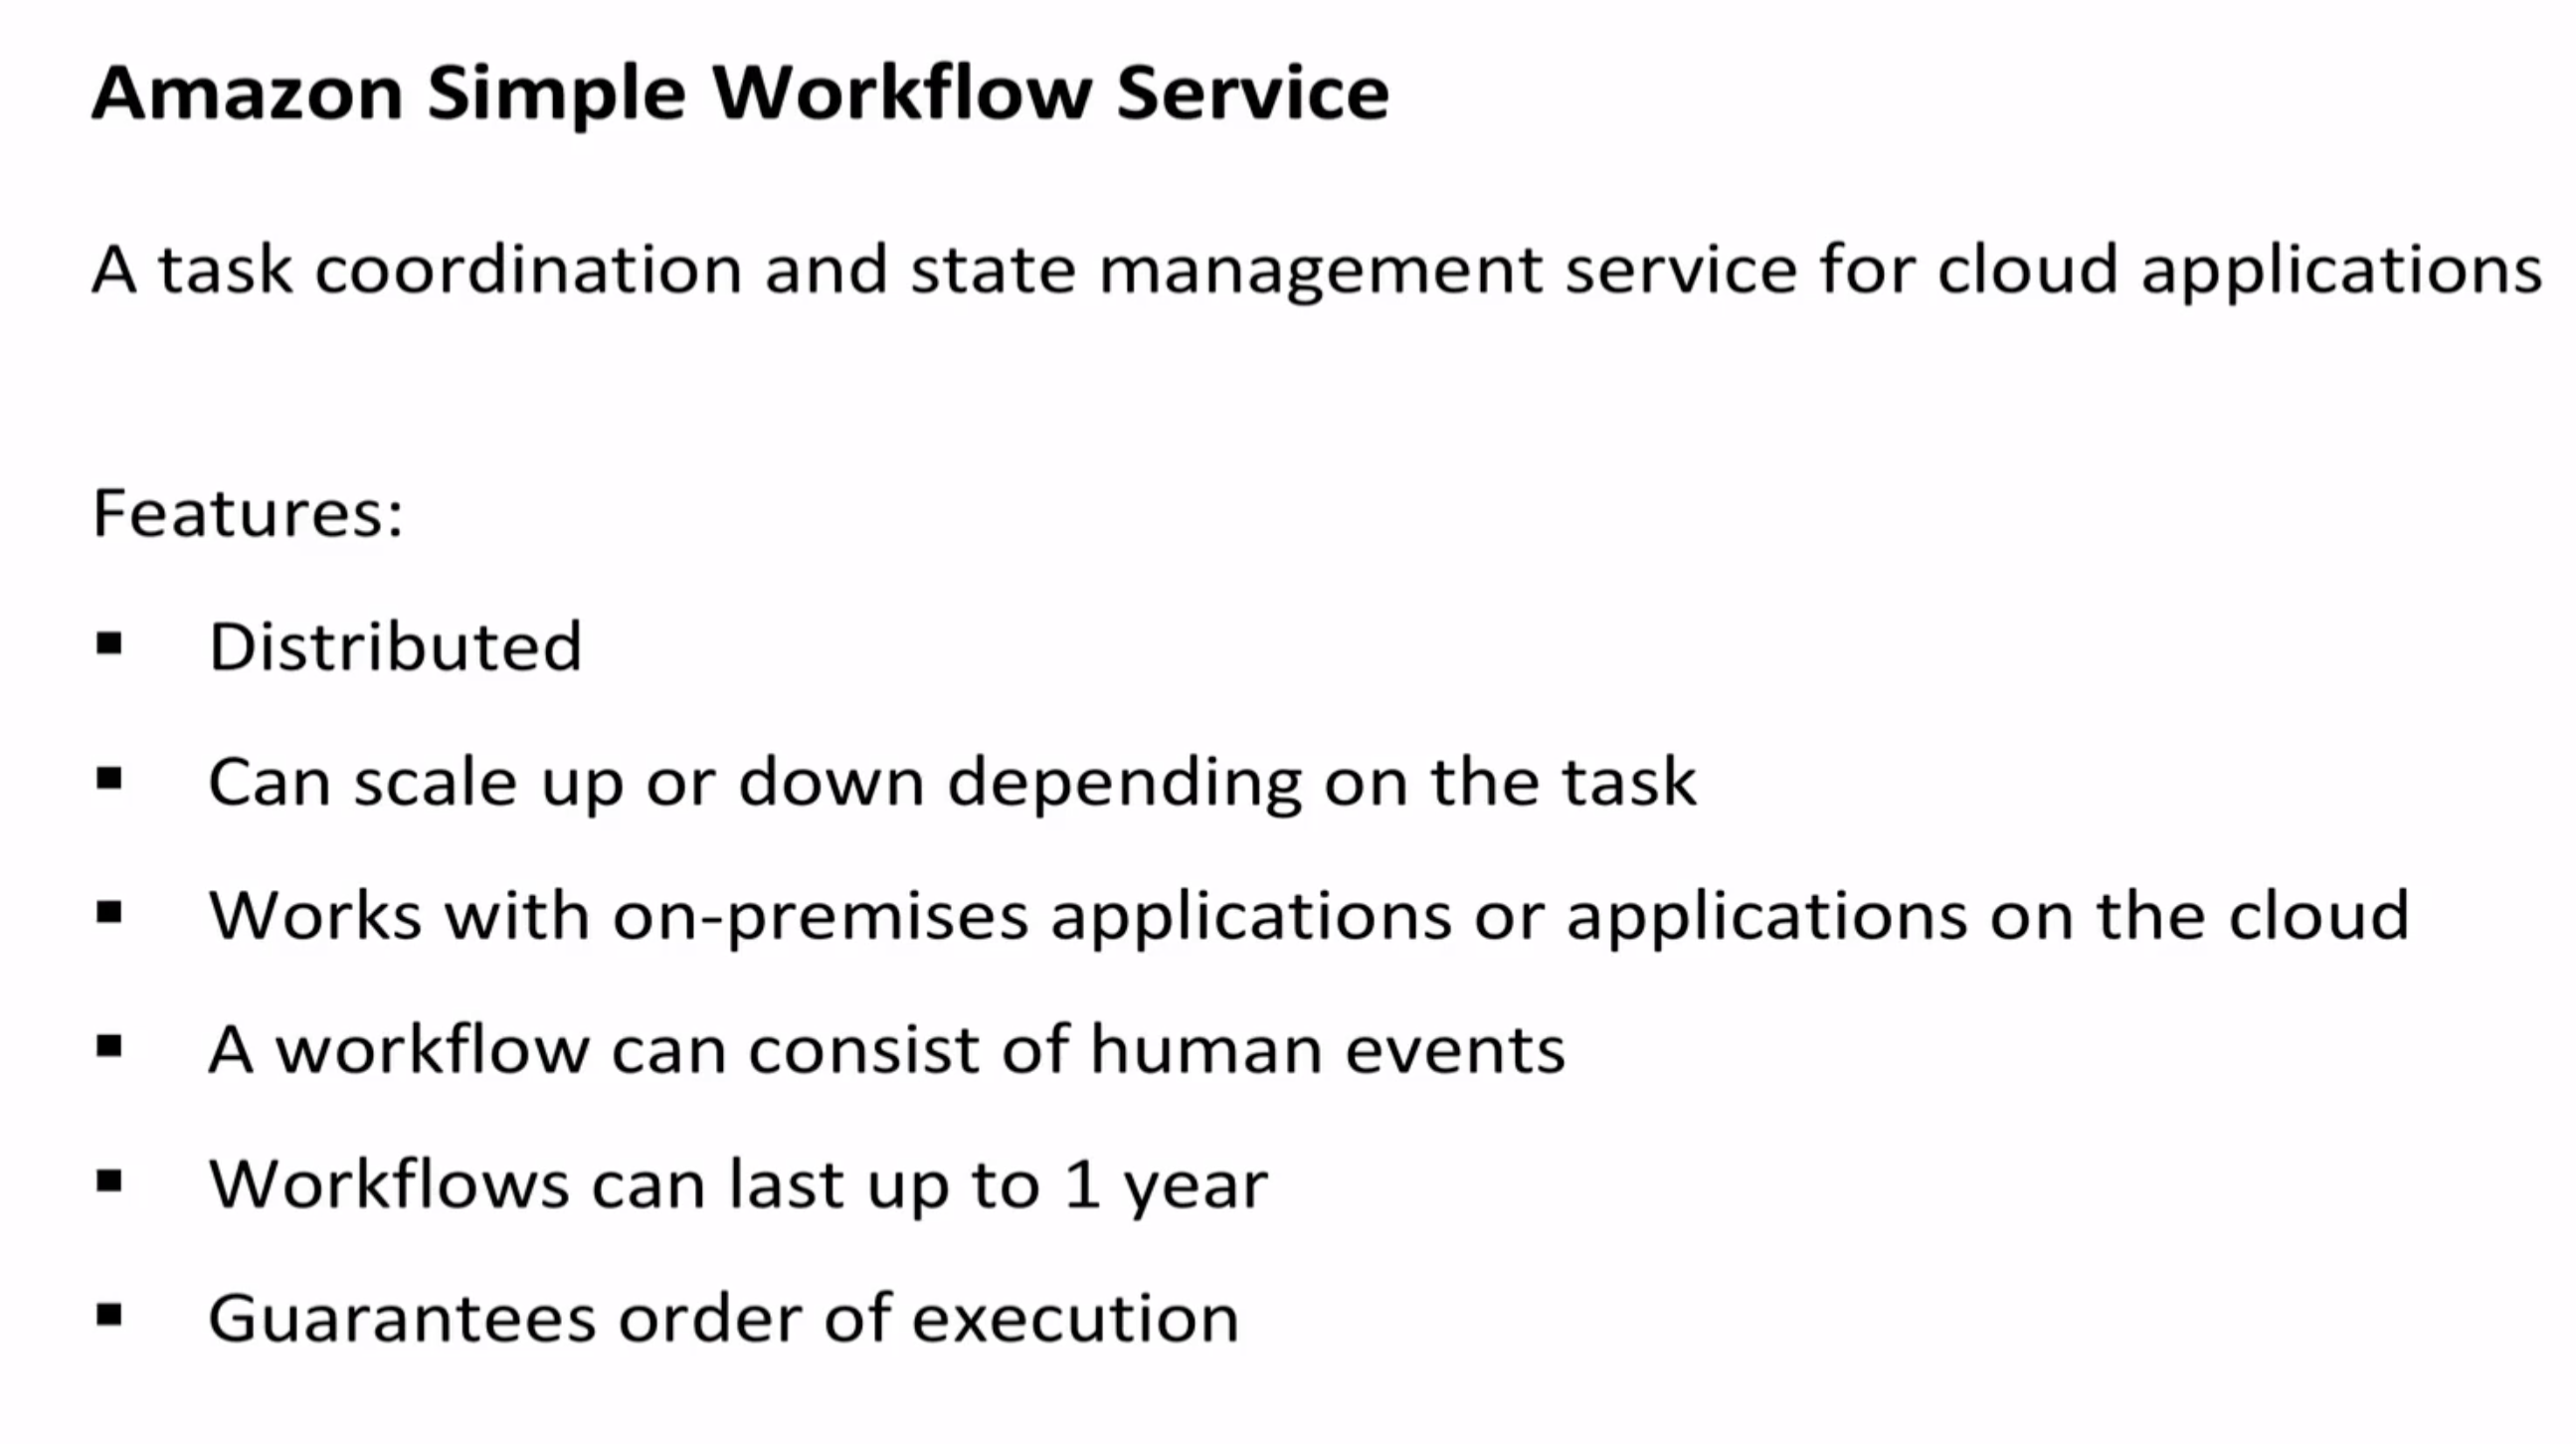 Amazon Simple Workflow Service
A task coordination and state management service for cloud applications
Features:
▪ Distributed
▪ Can scale up or down depending on the task
▪ Works with on-premises applications or applications on the cloud
▪ A workflow can consist of human events
▪ Workflows can last up to 1 year
▪ Guarantees order of execution